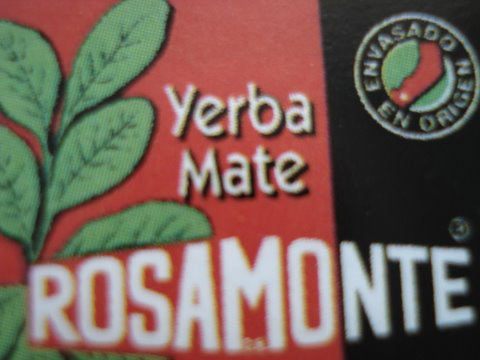 ENVASADO EN ORIGEN
Yerba
Mate
ROSAMONTE